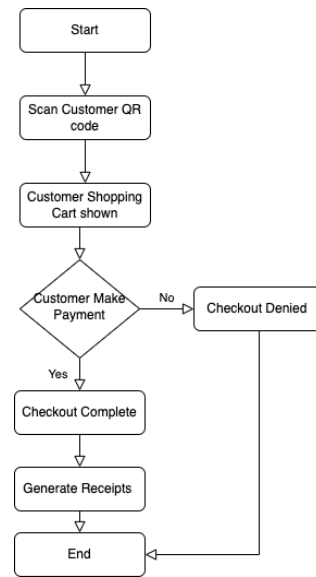 Start
Scan Customer QR
code
Customer Shopping
Cart shown
Customer Make
Payment
No
Checkout Denied
Yes
Checkout Complete
Generate Receipts
End